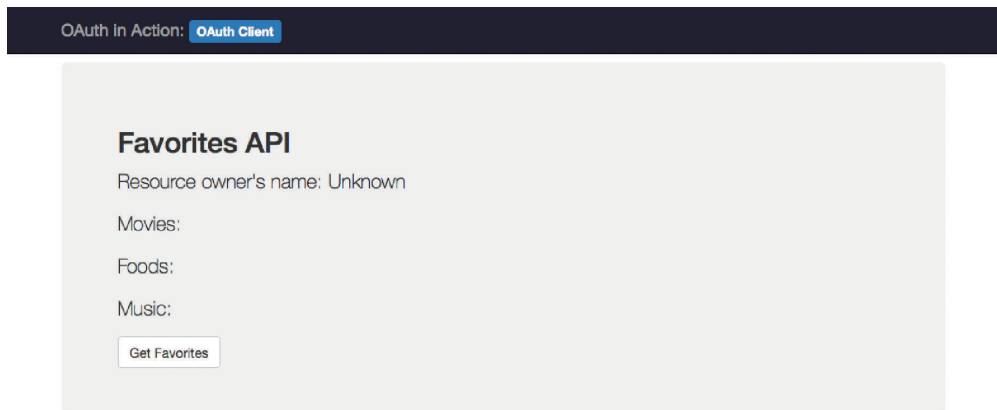 OAuth in Action: OAuth Client
Favorites API
Resource owner's name: Unknown
Movies:
Foods:
Music:
Get Favorites